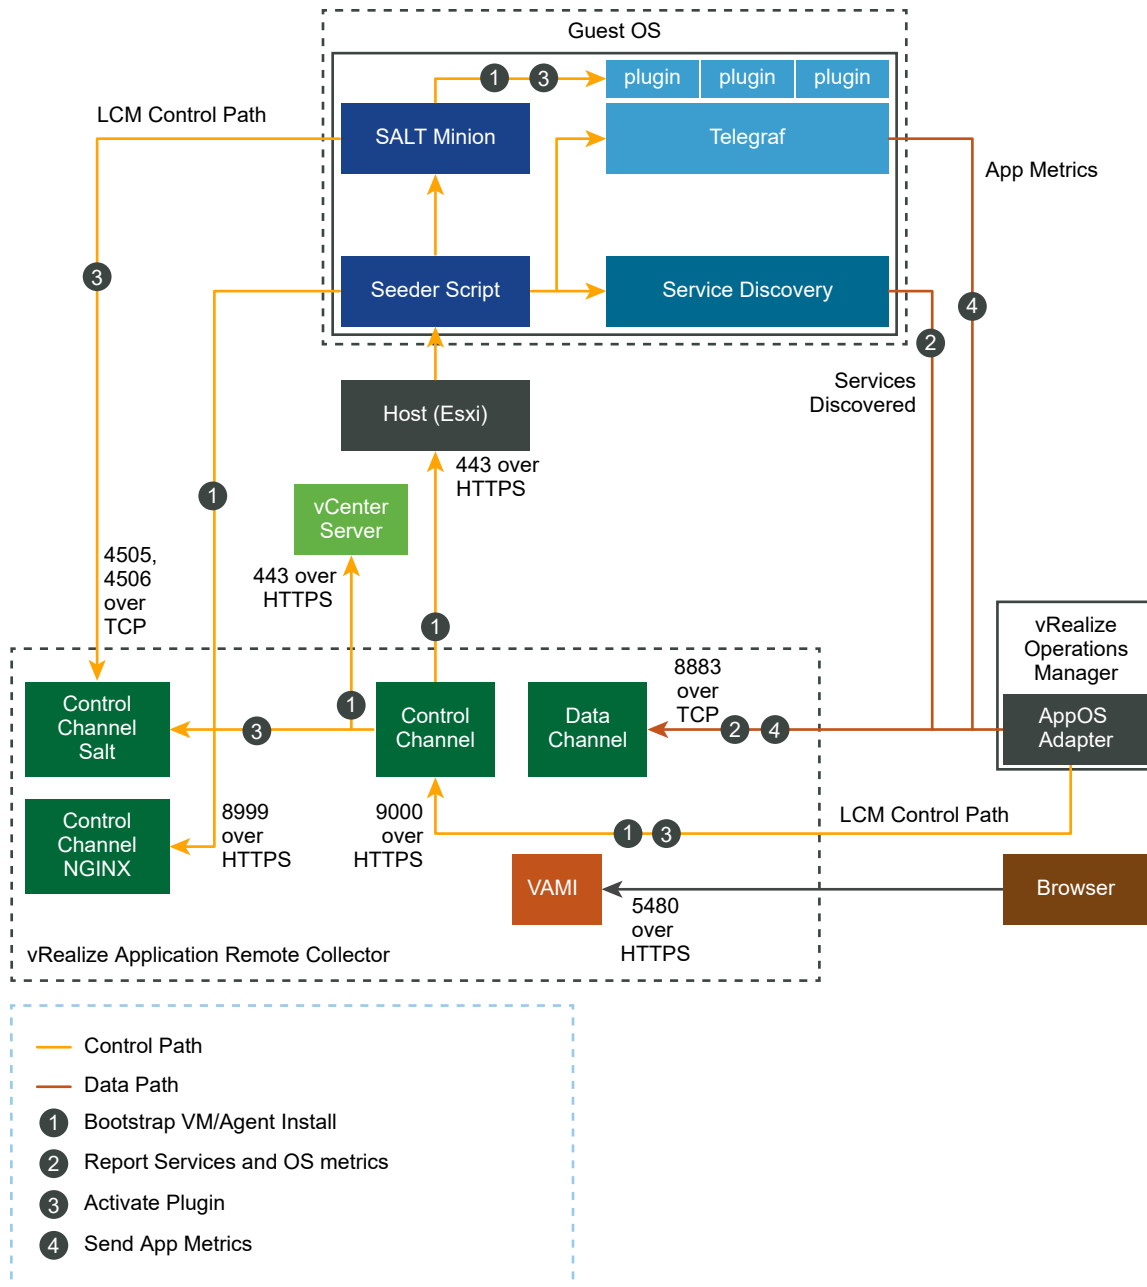 Guest OS
plugin
plugin
plugin
1
3
LCM Control Path
SALT Minion
Telegraf
App Metrics
3
Seeder Script
Service Discovery
4
2
Services
Discovered
Host (Esxi)
443 over
HTTPS
1
vCenter
Server
4505,
4506
over
TCP
443 over
HTTPS
1
vRealize
Operations
Manager
8883
over
TCP
Control
Channel
Salt
3
1
Control
Channel
Data
Channel
2
4
AppOS
Adapter
Control
Channel
NGINX
8999
over
HTTPS
9000
over
HTTPS
1
3
LCM Control Path
VAMI
5480
over
HTTPS
Browser
vRealize Application Remote Collector
Control Path
Data Path
1 Bootstrap VM/Agent Install
2 Report Services and OS metrics
3 Activate Plugin
4 Send App Metrics